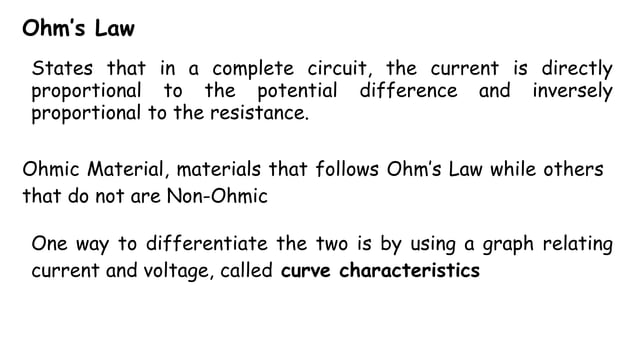 Ohm's Law
States that in a complete circuit, the current is directly
proportional to the potential difference and inversely
proportional to the resistance.
Ohmic Material, materials that follows Ohm's Law while others
that do not are Non-Ohmic
One way to differentiate the two is by using a graph relating
current and voltage, called curve characteristics